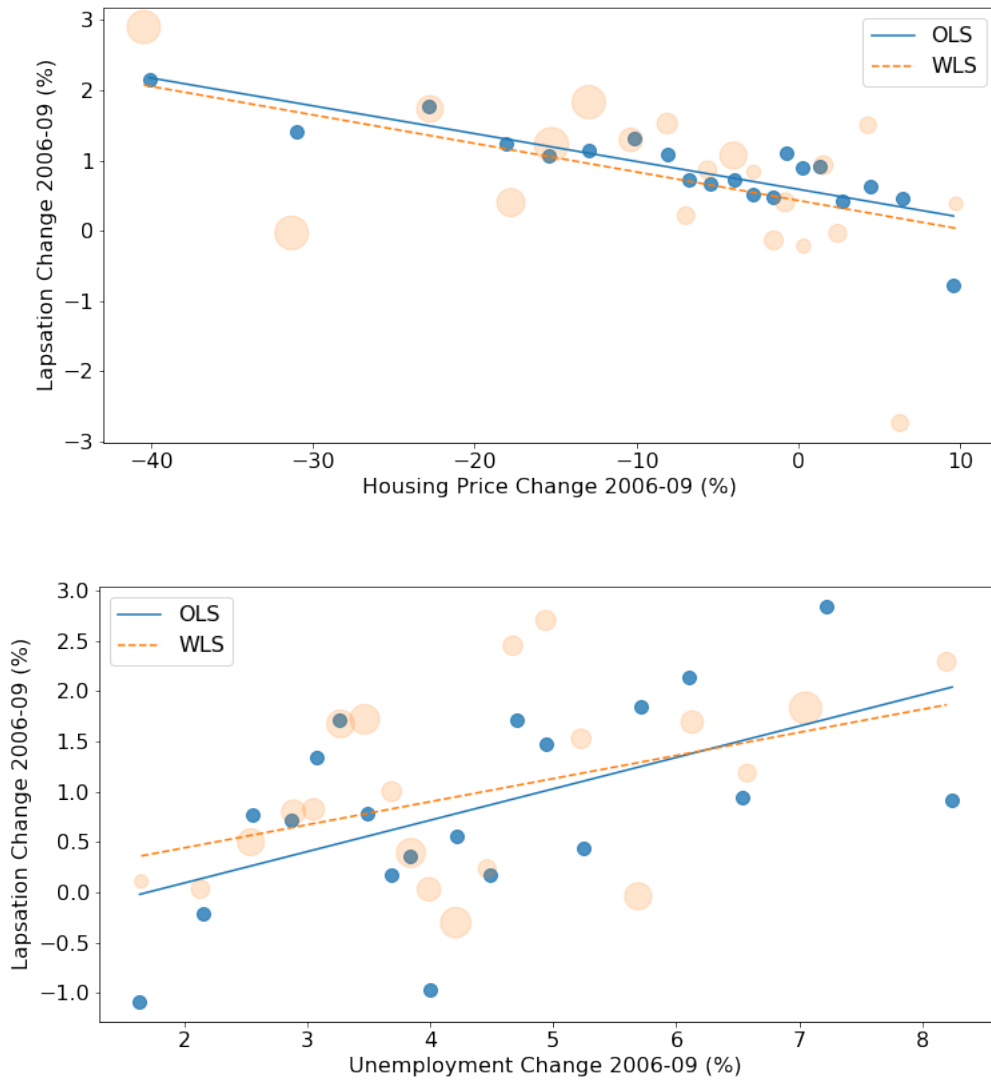 3
2
1
0
−1
−2
−3
Lapsation Change 2006-09 (%)
OLS
WLS
−40 −30 −20 −10 0 10
Housing Price Change 2006-09 (%)
3.0
2.5
2.0
1.5
1.0
0.5
0.0
−0.5
−1.0
Lapsation Change 2006-09 (%)
OLS
WLS
2 3 4 5 6 7 8
Unemployment Change 2006-09 (%)